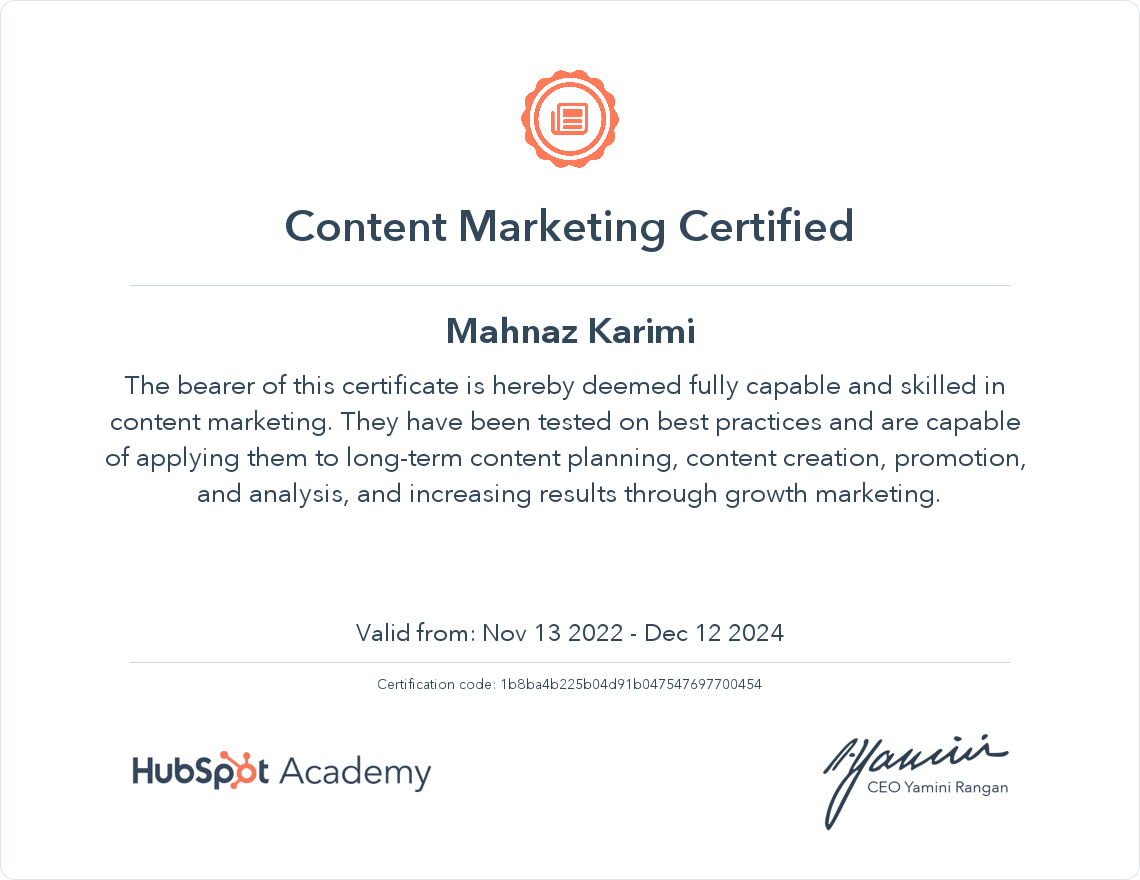 Content Marketing Certified
Mahnaz Karimi
The bearer of this certificate is hereby deemed fully capable and skilled in
content marketing. They have been tested on best practices and are capable
of applying them to long-term content planning, content creation, promotion,
and analysis, and increasing results through growth marketing.
Valid from: Nov 13 2022 - Dec 12 2024
Certification code: 1b8ba4b225b04d91b047547697700454
HubSpot Academy
Yamini
CEO Yamini Rangan